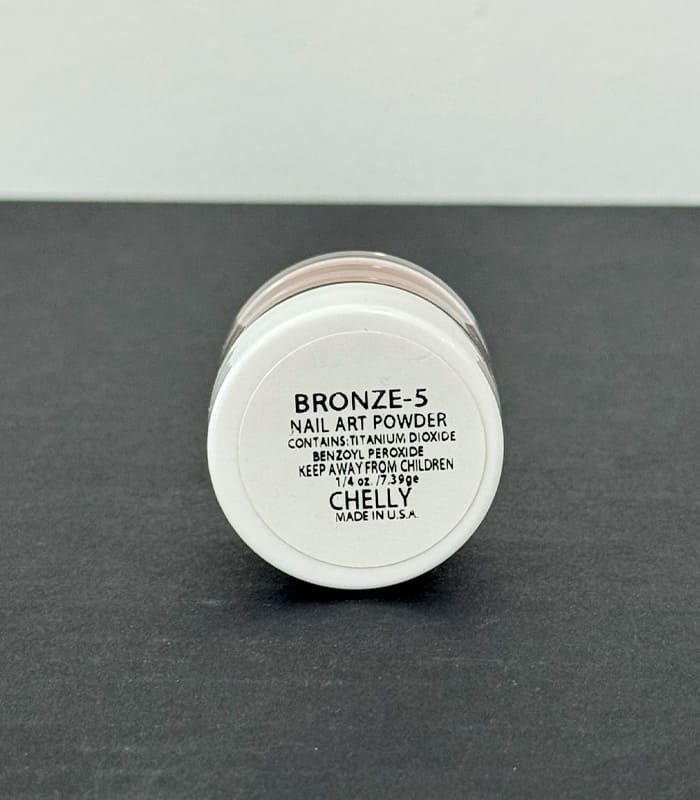 BRONZE-5
NAIL ART POWDER
CONTAINS:TITANIUM DIOXIDE
BENZOYL PEROXIDE
KEEP AWAY FROM CHILDREN
1/4 oz. /7.39ge
CHELLY
MADE IN U.S.A.